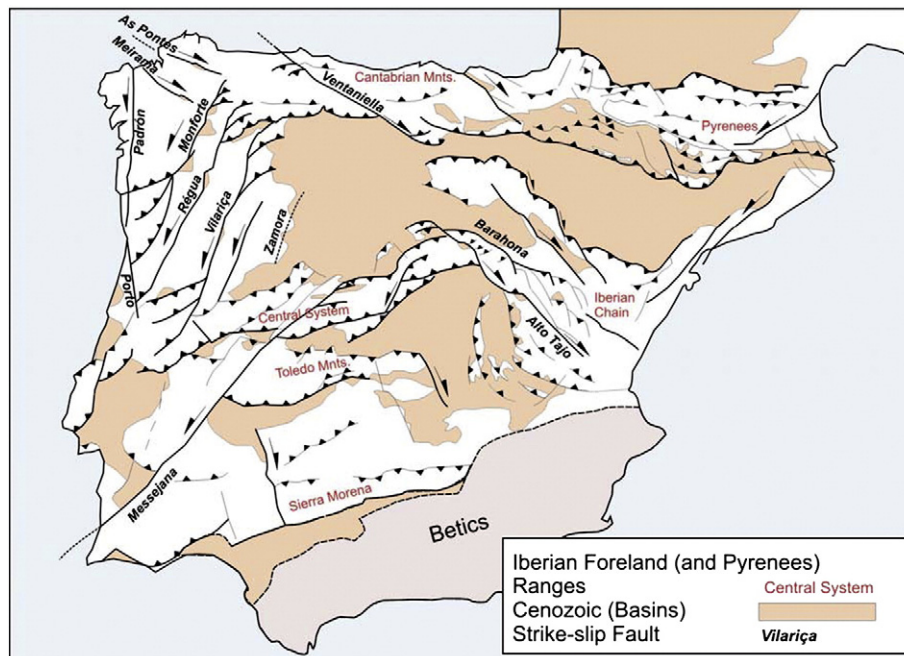 As Pontes
Meirama
Ventaniella
Cantabrian Mnts.
Pyrenees
Padrón
Monforte
Régua
Vilariça
Zamora
Barahona
Porto
Central System
Iberian
Chain
Alto Tajo
Toledo Mnts.
Messejana
Sierra Morena
Betics
Iberian Foreland (and Pyrenees)
Ranges Central System
Cenozoic (Basins)
Strike-slip Fault Vilariça